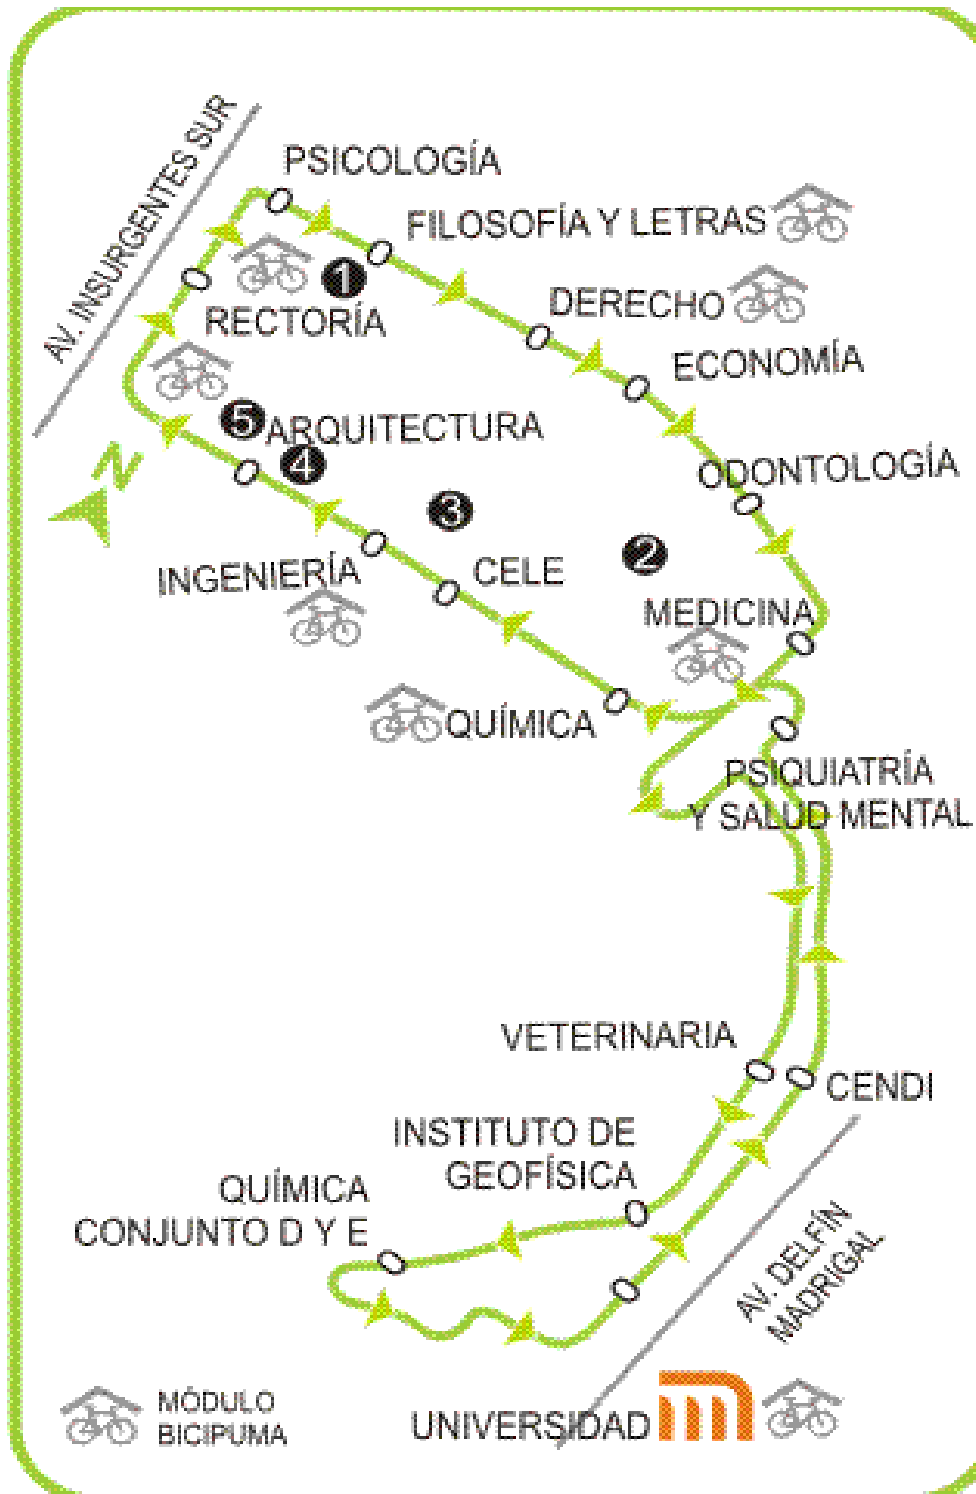 AV. INSURGENTES SUR
PSICOLOGÍA
FILOSOFÍA Y LETRAS
1
RECTORÍA
DERECHO
ECONOMÍA
5
ARQUITECTURA
4
N
ODONTOLOGÍA
3
2
INGENIERÍA
CELE
MEDICINA
QUÍMICA
PSIQUIATRÍA
Y SALUD MENTAL
VETERINARIA
CENDI
INSTITUTO DE
GEOFÍSICA
QUÍMICA
CONJUNTO D Y E
AV. DELFÍN
MADRIGAL
MÓDULO
BICIPUMA
UNIVERSIDAD